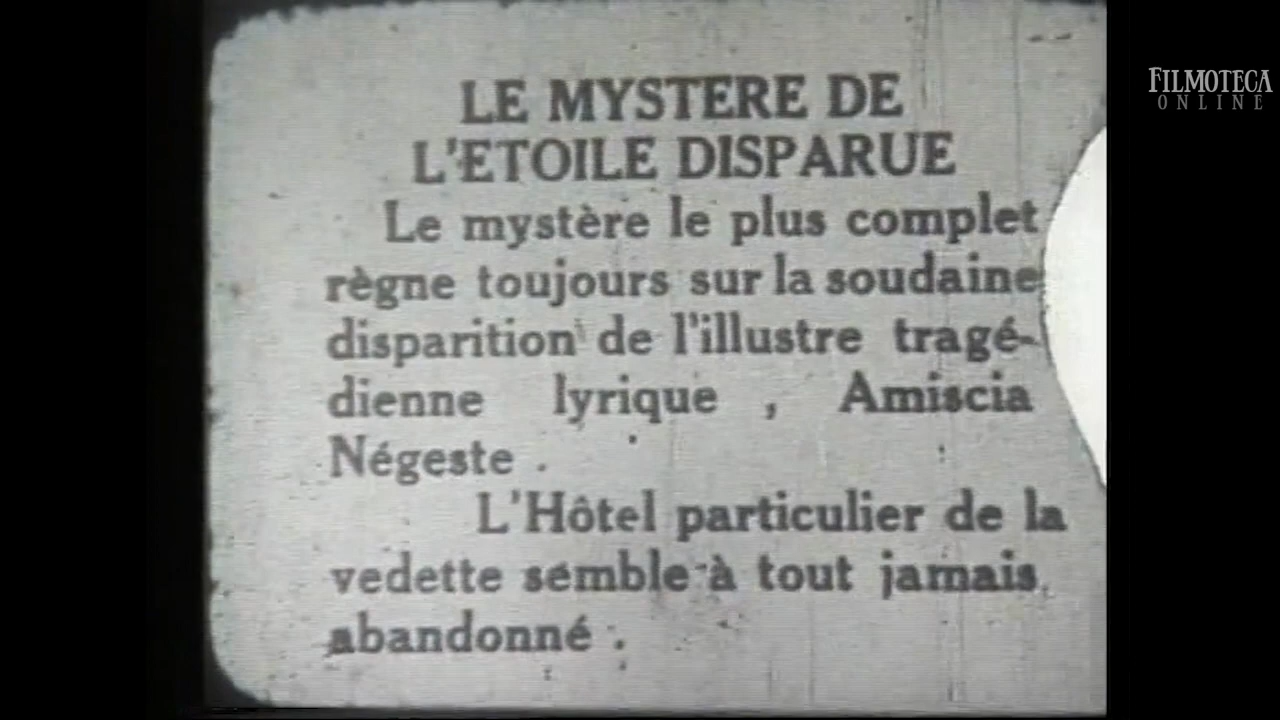 LE MYSTERE DE
L'ETOILE DISPARUE
Le mystère le plus complet
règne toujours sur la soudaine
disparition de l'illustre tragé-
dienne lyrique , Amiscia
Négeste .
L'Hôtel particulier de la
vedette semble à tout jamais
abandonné .
FILMOTECA
ONLINE